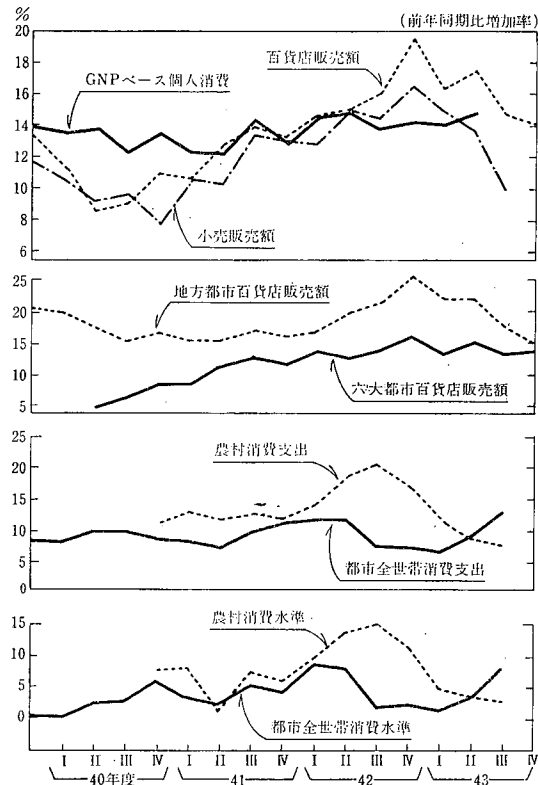 %
(前年同期比増加率)
20
18
16
14
12
10
8
6
百貨店販売額
GNPベース個人消費
小売販売額
25
20
15
10
5
地方都市百貨店販売額
六大都市百貨店販売額
20
15
10
5
0
農村消費支出
都市全世帯消費支出
15
10
5
0
農村消費水準
都市全世帯消費水準
I II III IV I II III IV I II III IV I II III IV
40年度 41 42 43